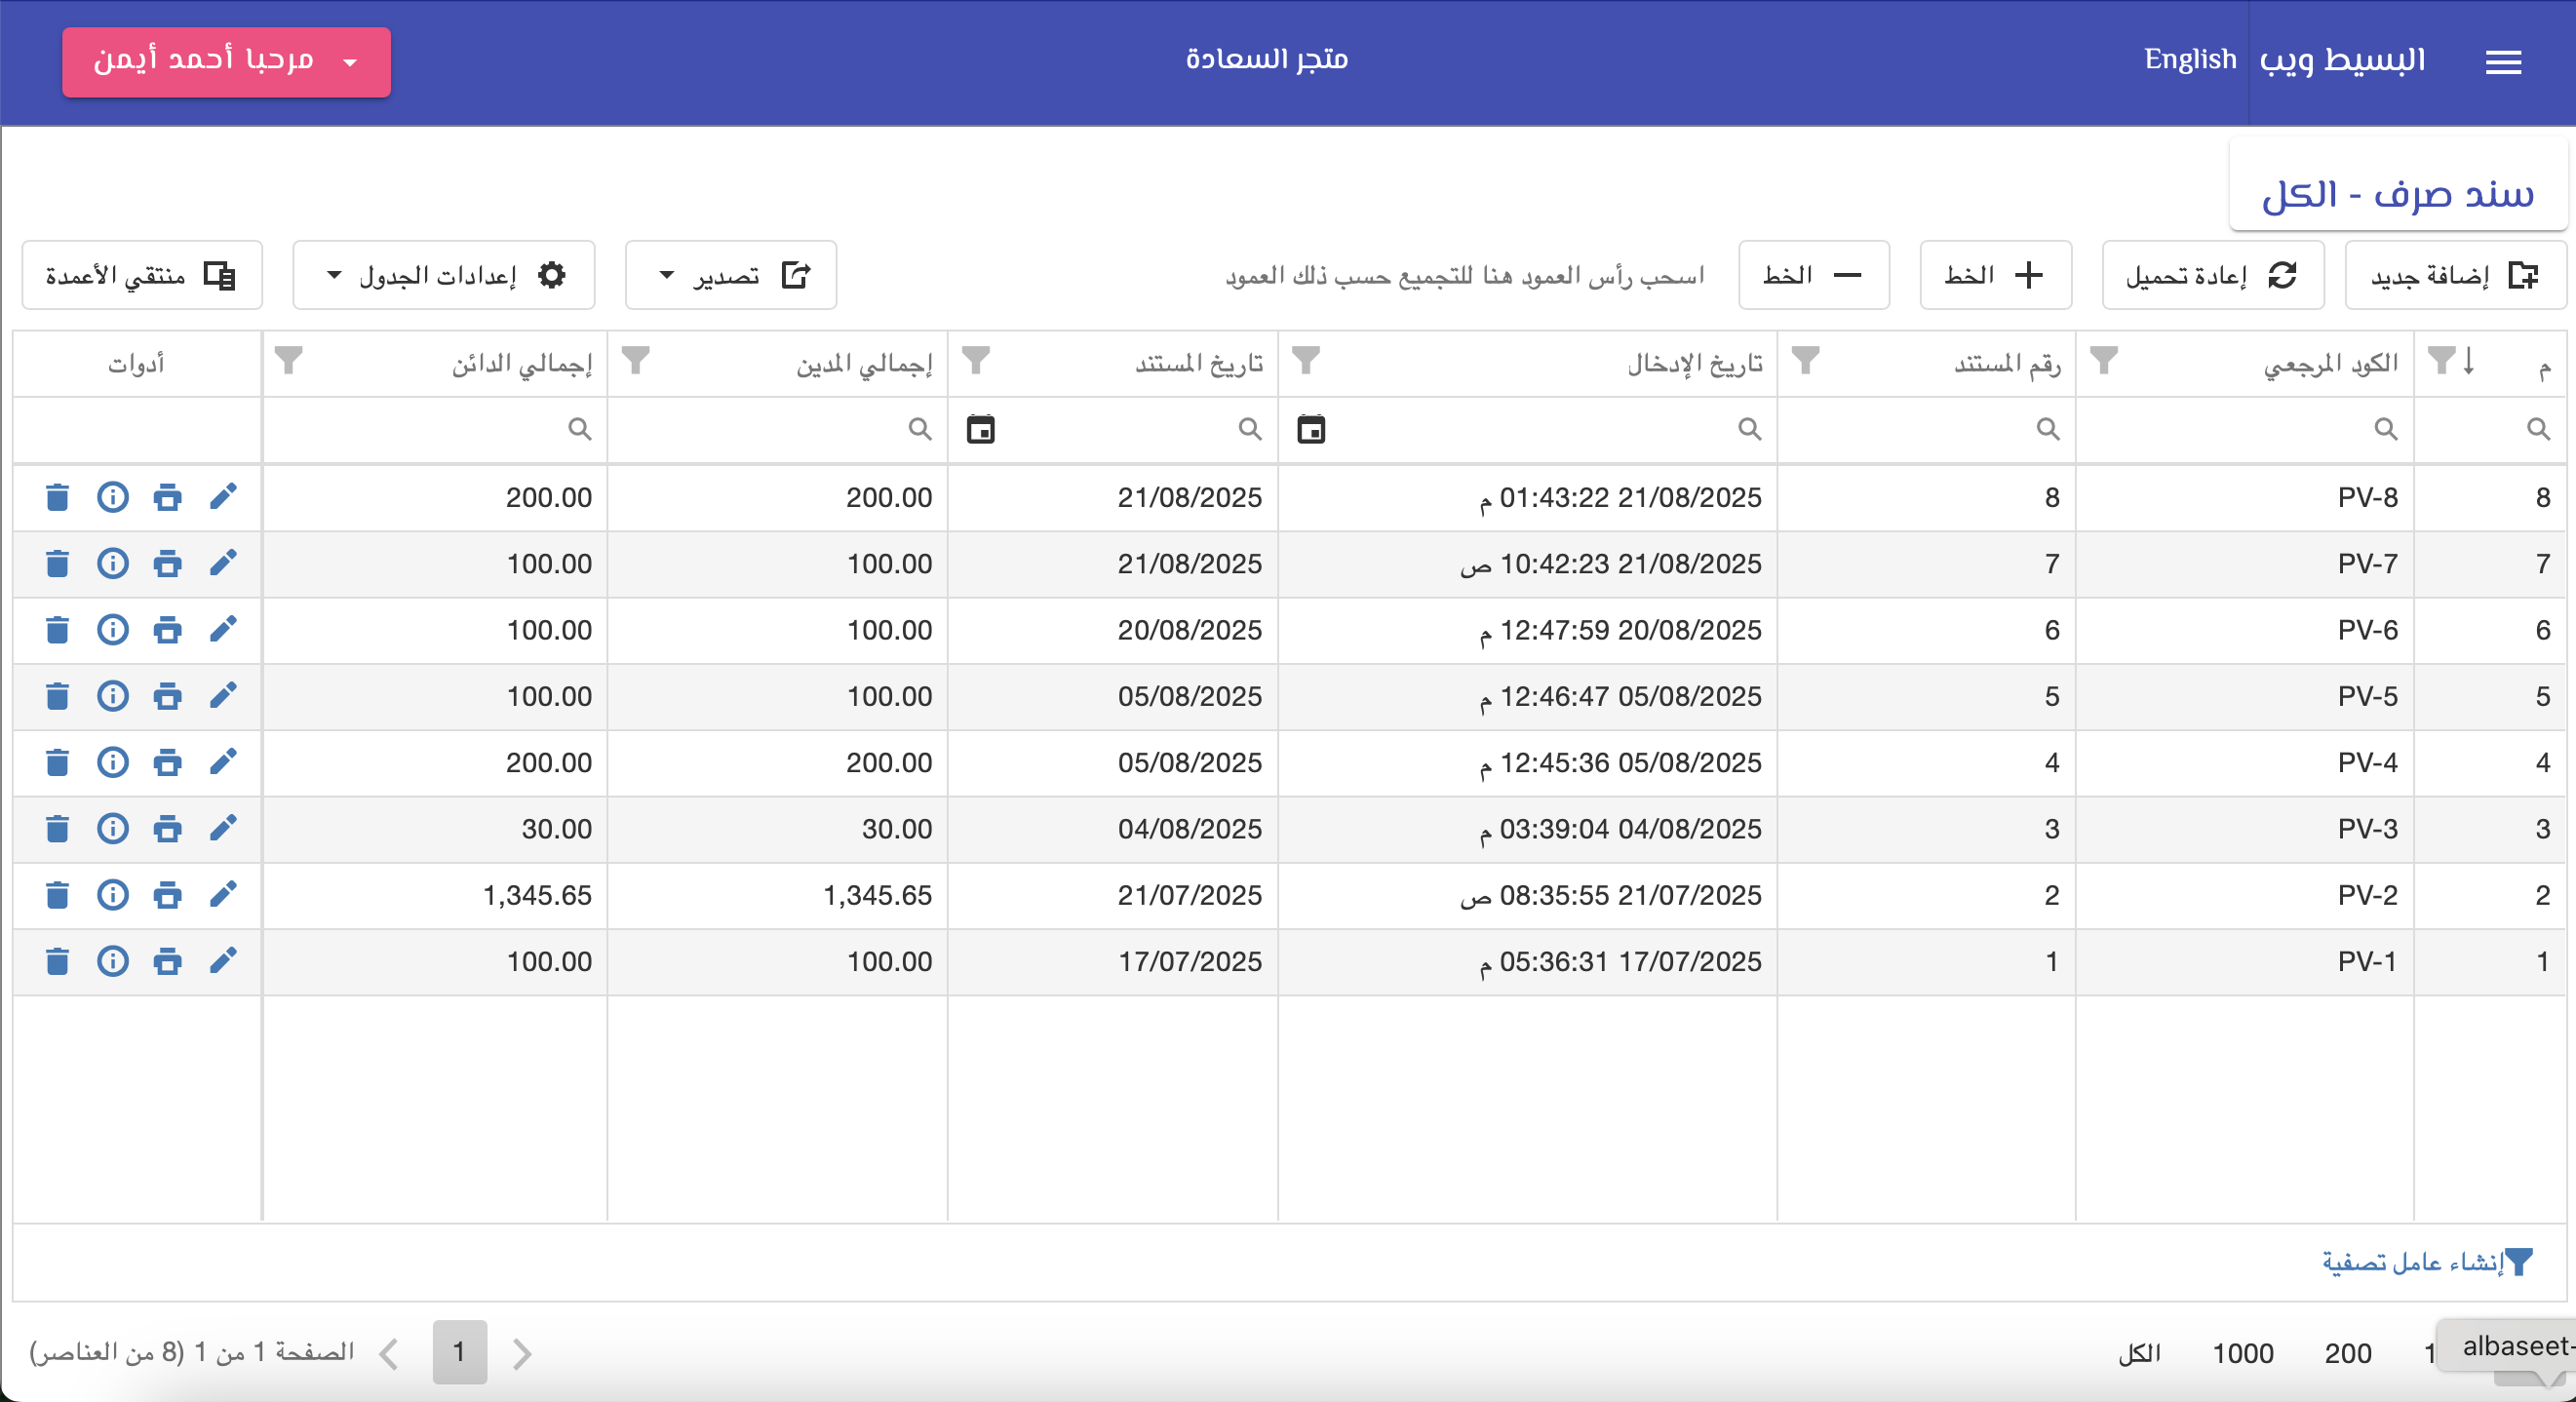 البسيط ويب English متجر السعادة مرحبا أحمد أيمن
سند صرف - الكل
إضافة جديد إعادة تحميل + الخط − الخط اسحب رأس العمود هنا للتجميع حسب ذلك العمود تصدير إعدادات الجدول منتقي الأعمدة
م الكود المرجعي رقم المستند تاريخ الإدخال تاريخ المستند إجمالي المدين إجمالي الدائن أدوات
8 PV-8 8 21/08/2025 01:43:22 م 21/08/2025 200.00 200.00
7 PV-7 7 21/08/2025 10:42:23 ص 21/08/2025 100.00 100.00
6 PV-6 6 20/08/2025 12:47:59 م 20/08/2025 100.00 100.00
5 PV-5 5 05/08/2025 12:46:47 م 05/08/2025 100.00 100.00
4 PV-4 4 05/08/2025 12:45:36 م 05/08/2025 200.00 200.00
3 PV-3 3 04/08/2025 03:39:04 م 04/08/2025 30.00 30.00
2 PV-2 2 21/07/2025 08:35:55 ص 21/07/2025 1,345.65 1,345.65
1 PV-1 1 17/07/2025 05:36:31 م 17/07/2025 100.00 100.00
إنشاء عامل تصفية
albaseet- 200 1000 الكل 1 الصفحة 1 من 1 (8 من العناصر)